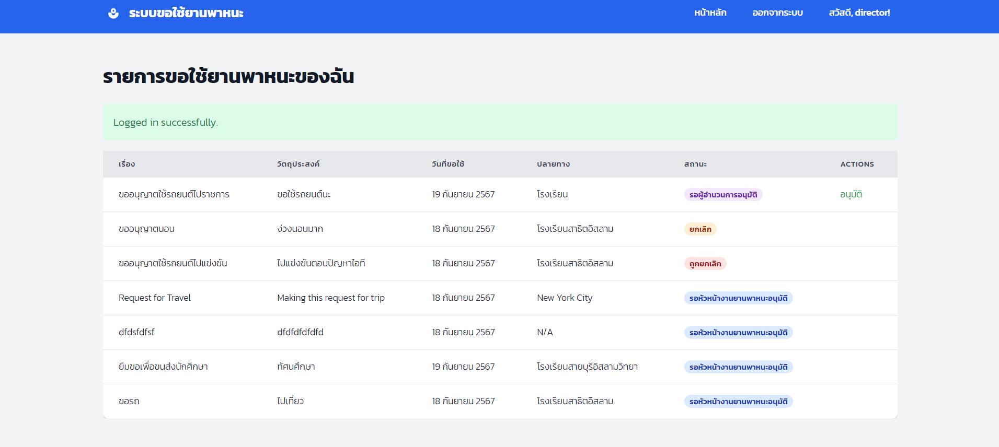 ระบบขอใช้ยานพาหนะ หน้าหลัก ออกจากระบบ สวัสดี, director!
รายการขอใช้ยานพาหนะของฉัน
Logged in successfully.
เรื่อง วัตถุประสงค์ วันที่ขอใช้ ปลายทาง สถานะ ACTIONS
ขออนุญาตใช้รถยนต์ไปราชการ ขอใช้รถยนต์นะ 19 กันยายน 2567 โรงเรียน รอผู้อำนวนการอนุมัติ อนุมัติ
ขออนุญาตนอน ง่วงนอนมาก 18 กันยายน 2567 โรงเรียนสาธิตอิสลาม ยกเลิก
ขออนุญาตใช้รถยนต์ไปแข่งขัน ไปแข่งขันตอบปัญหาไอที 18 กันยายน 2567 โรงเรียนสาธิตอิสลาม ถูกยกเลิก
Request for Travel Making this request for trip 18 กันยายน 2567 New York City รอหัวหน้างานยานพาหนะอนุมัติ
dfdsfdfsf dfdfdfdfdfd 18 กันยายน 2567 N/A รอหัวหน้างานยานพาหนะอนุมัติ
ยืมขอเพื่อขนส่งนักศึกษา ทัศนศึกษา 19 กันยายน 2567 โรงเรียนสายบุรีอิสลามวิทยา รอหัวหน้างานยานพาหนะอนุมัติ
ขอรถ ไปเที่ยว 18 กันยายน 2567 โรงเรียนสาธิตอิสลาม รอหัวหน้างานยานพาหนะอนุมัติ